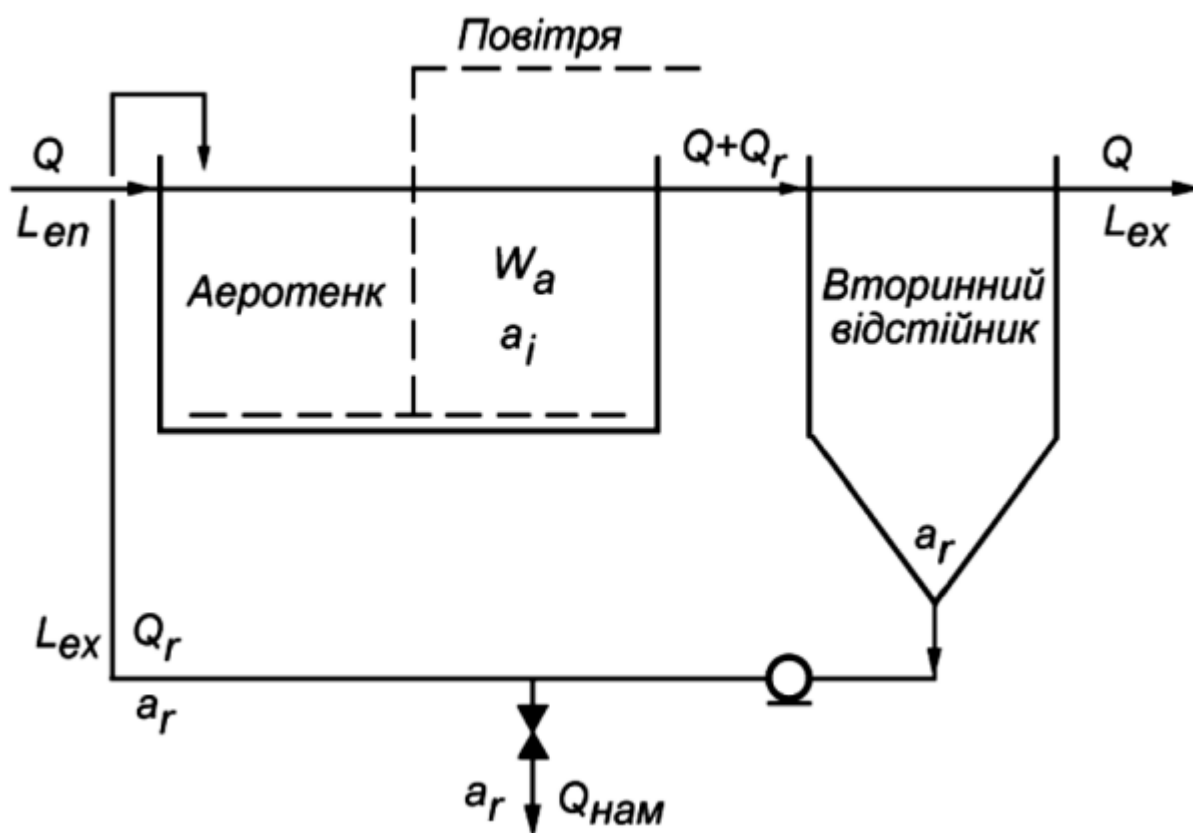 Повітря
Q
Q+Qr
Q
Len
Lex
Аеротенк
Wa
ai
Вторинний
відстійник
ar
Lex
Qr
ar
ar
Qнам